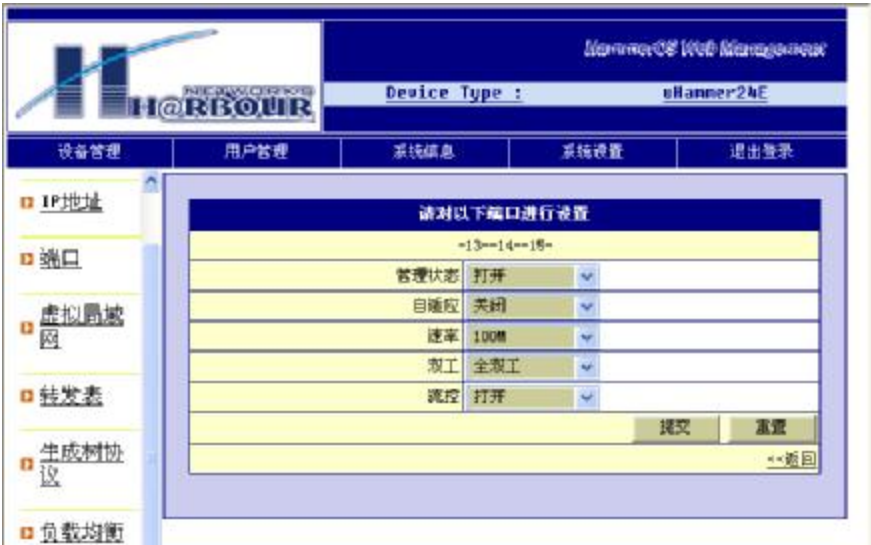 HammerOS Web Management
NETWORKS
H@RBOUR
Device Type :
uHammer24E
设备管理
用户管理
系统信息
系统设置
退出登录
IP地址
端口
虚拟局域
网
转发表
生成树协
议
负载均衡
请对以下端口进行设置
-13--14--15-
管理状态 打开
自适应 关闭
速率 100M
双工 全双工
流控 打开
提交
重置
<<返回